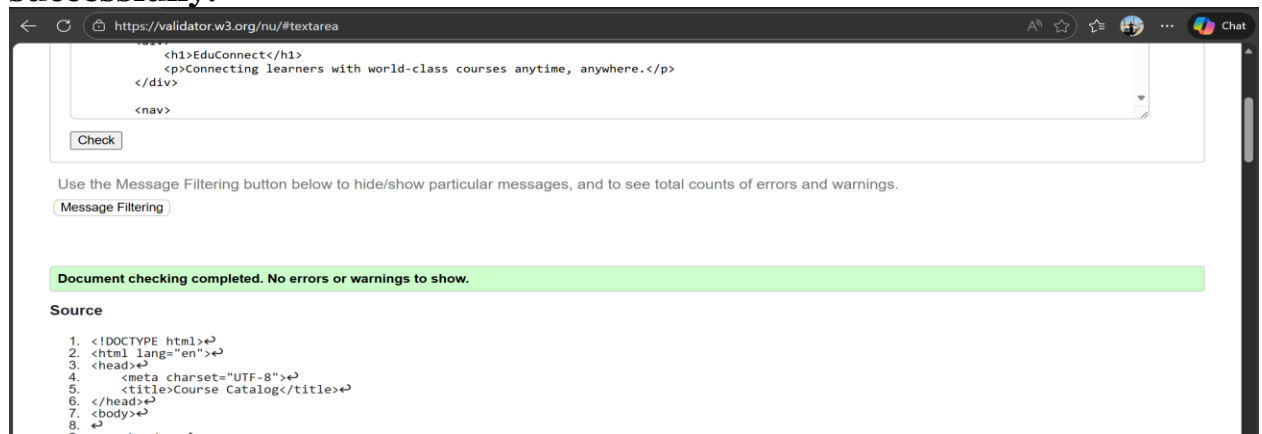 successfully.
https://validator.w3.org/nu/#textarea
Chat
<h1>EduConnect</h1>
<p>Connecting learners with world-class courses anytime, anywhere.</p>
</div>
<nav>
Check
Use the Message Filtering button below to hide/show particular messages, and to see total counts of errors and warnings.
Message Filtering
Document checking completed. No errors or warnings to show.
Source
1. <!DOCTYPE html>↩
2. <html lang="en">↩
3. <head>↩
4. <meta charset="UTF-8">↩
5. <title>Course Catalog</title>↩
6. </head>↩
7. <body>↩
8. ↩